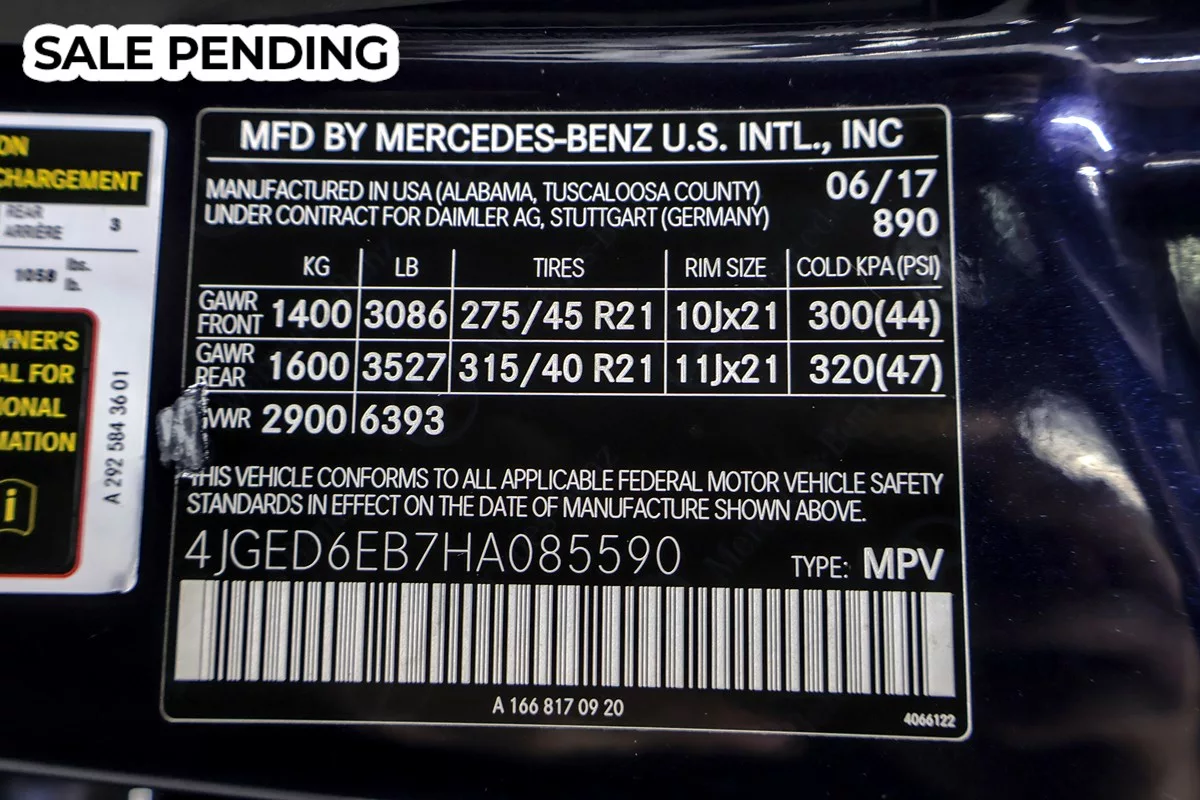 SALE PENDING
ON
CHARGEMENT
REAR
ARRIÈRE
3
1058 lbs.
lb.
WNER'S
AL FOR
IONAL
MATION
i
A 292 584 36 01
MFD BY MERCEDES-BENZ U.S. INTL., INC
MANUFACTURED IN USA (ALABAMA, TUSCALOOSA COUNTY) 06/17
UNDER CONTRACT FOR DAIMLER AG, STUTTGART (GERMANY) 890
KG LB TIRES RIM SIZE COLD KPA (PSI)
GAWR FRONT 1400 3086 275/45 R21 10Jx21 300(44)
GAWR REAR 1600 3527 315/40 R21 11Jx21 320(47)
GVWR 2900 6393
THIS VEHICLE CONFORMS TO ALL APPLICABLE FEDERAL MOTOR VEHICLE SAFETY
STANDARDS IN EFFECT ON THE DATE OF MANUFACTURE SHOWN ABOVE.
4JGED6EB7HA085590 TYPE: MPV
A 166 817 09 20
4066122